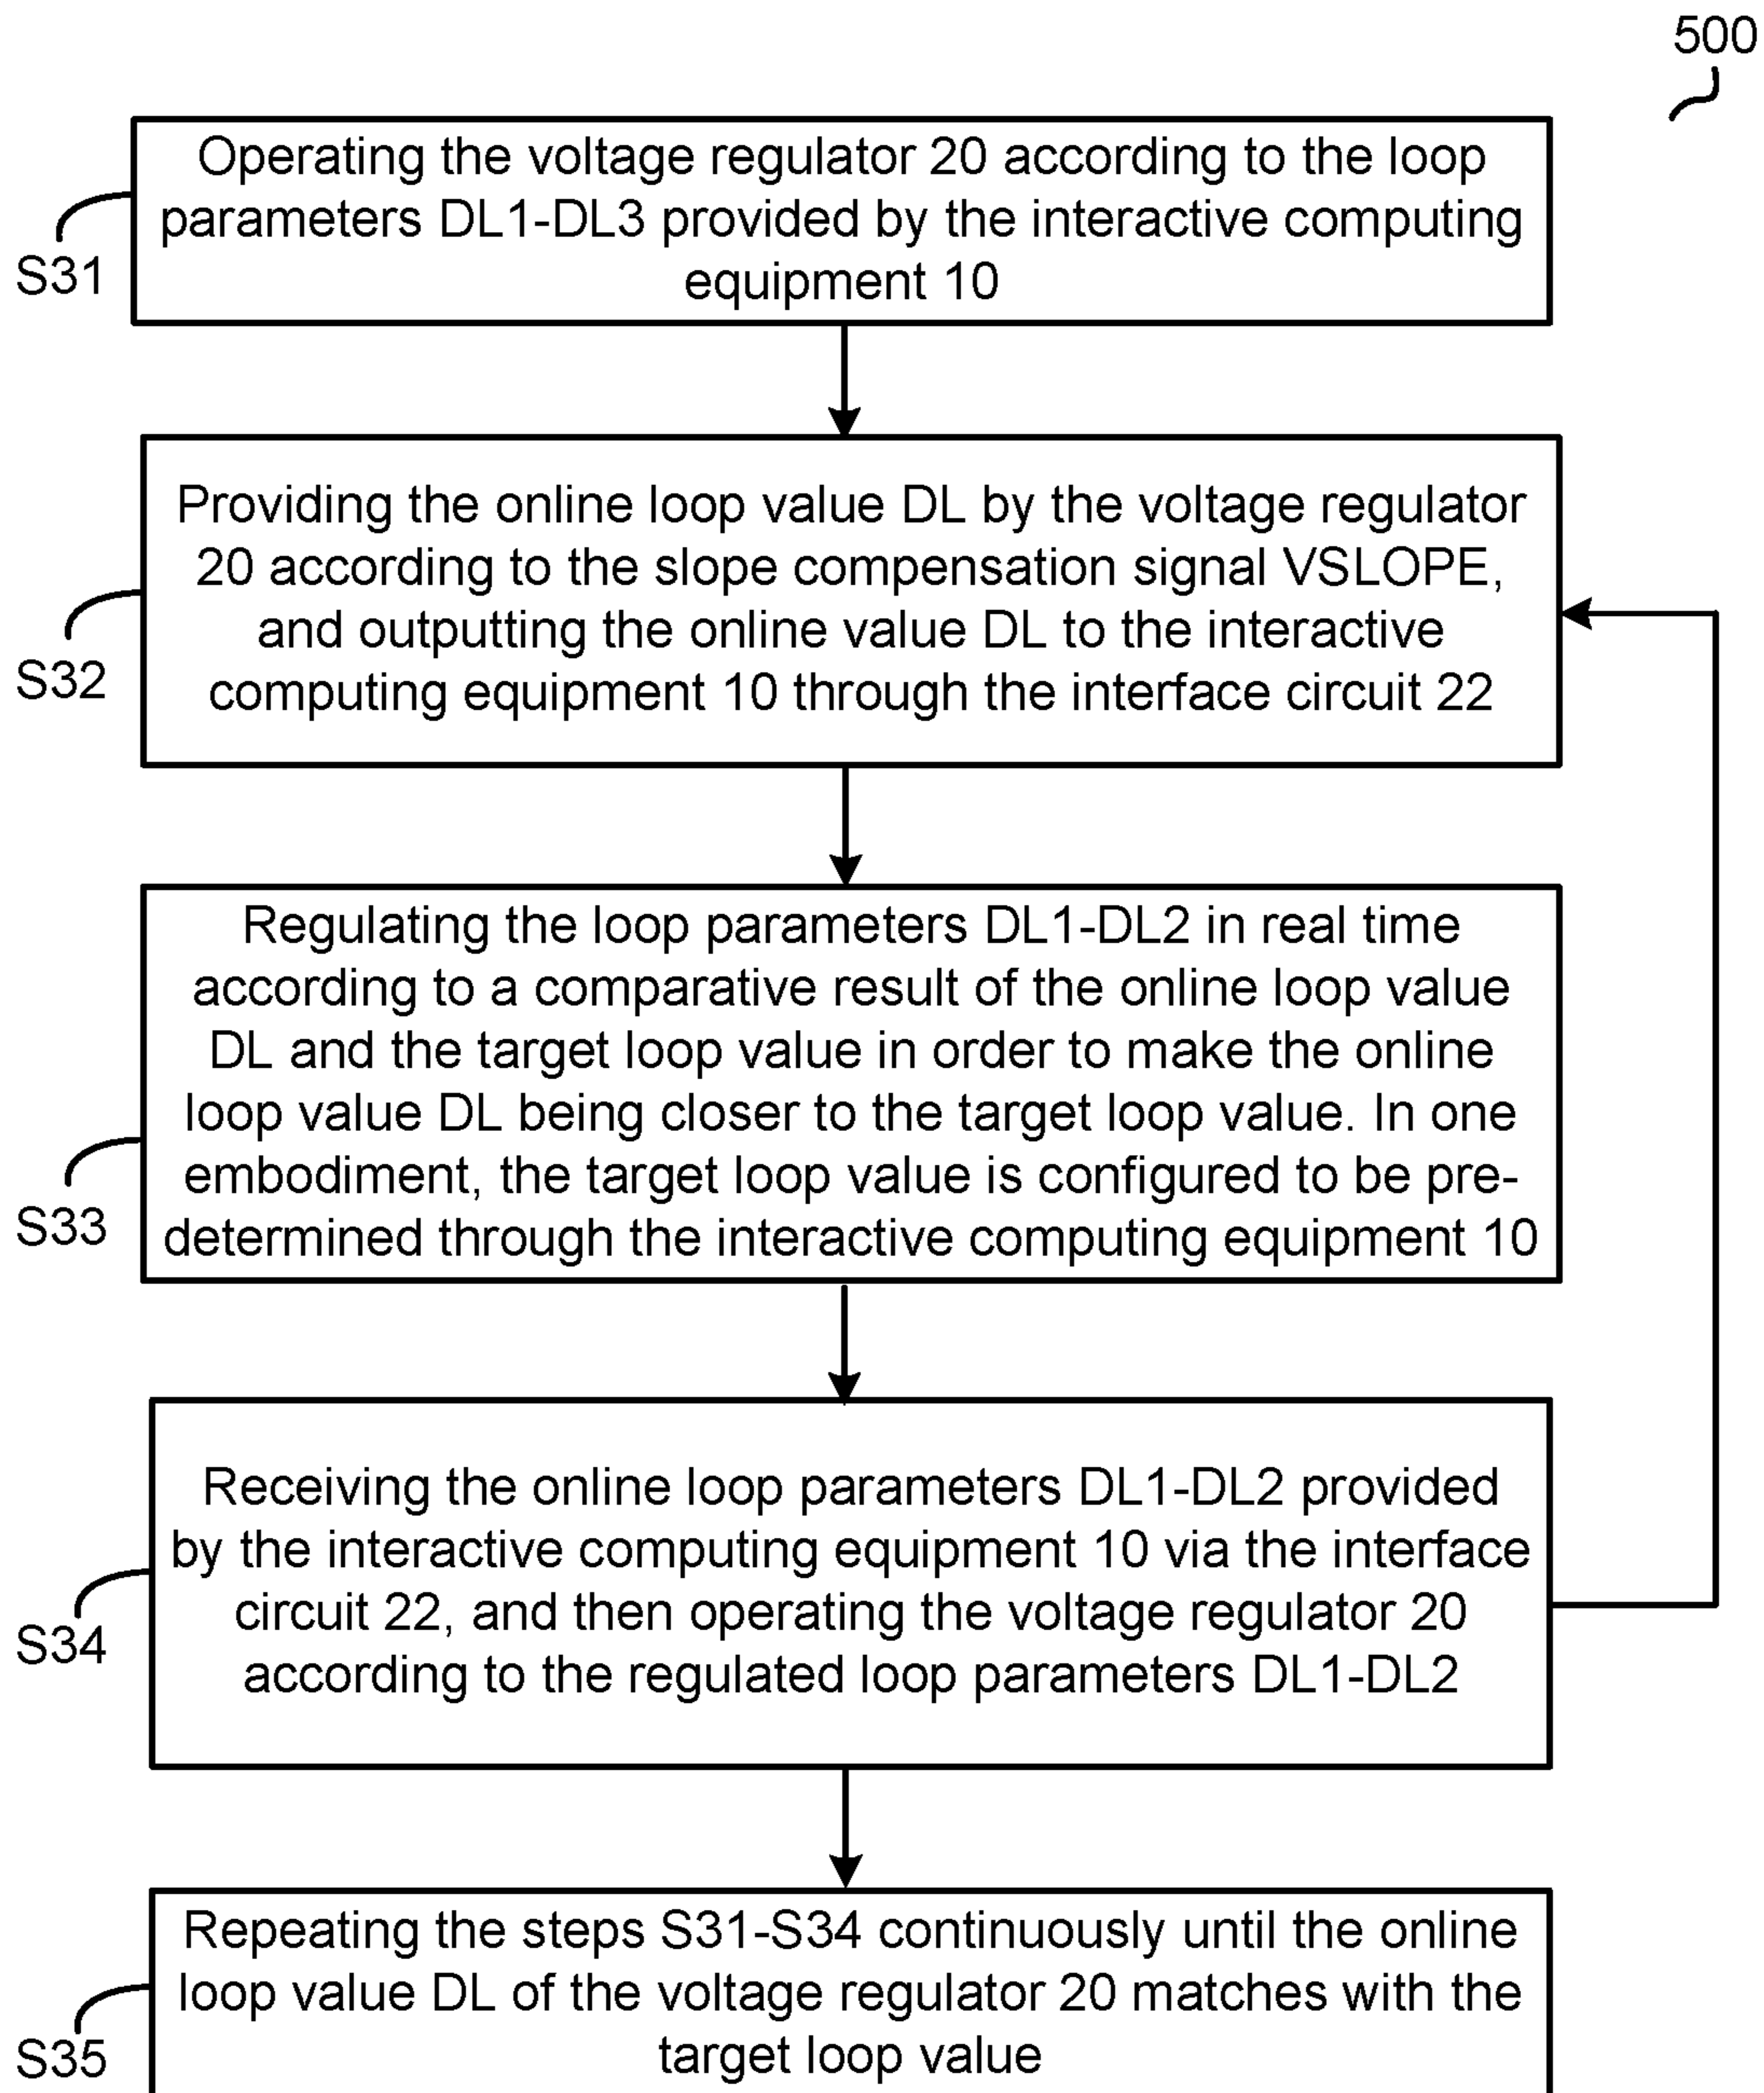 500
Operating the voltage regulator 20 according to the loop
parameters DL1-DL3 provided by the interactive computing
equipment 10
S31
Providing the online loop value DL by the voltage regulator
20 according to the slope compensation signal VSLOPE,
and outputting the online value DL to the interactive
computing equipment 10 through the interface circuit 22
S32
Regulating the loop parameters DL1-DL2 in real time
according to a comparative result of the online loop value
DL and the target loop value in order to make the online
loop value DL being closer to the target loop value. In one
embodiment, the target loop value is configured to be pre-
determined through the interactive computing equipment 10
S33
Receiving the online loop parameters DL1-DL2 provided
by the interactive computing equipment 10 via the interface
circuit 22, and then operating the voltage regulator 20
according to the regulated loop parameters DL1-DL2
S34
Repeating the steps S31-S34 continuously until the online
loop value DL of the voltage regulator 20 matches with the
target loop value
S35